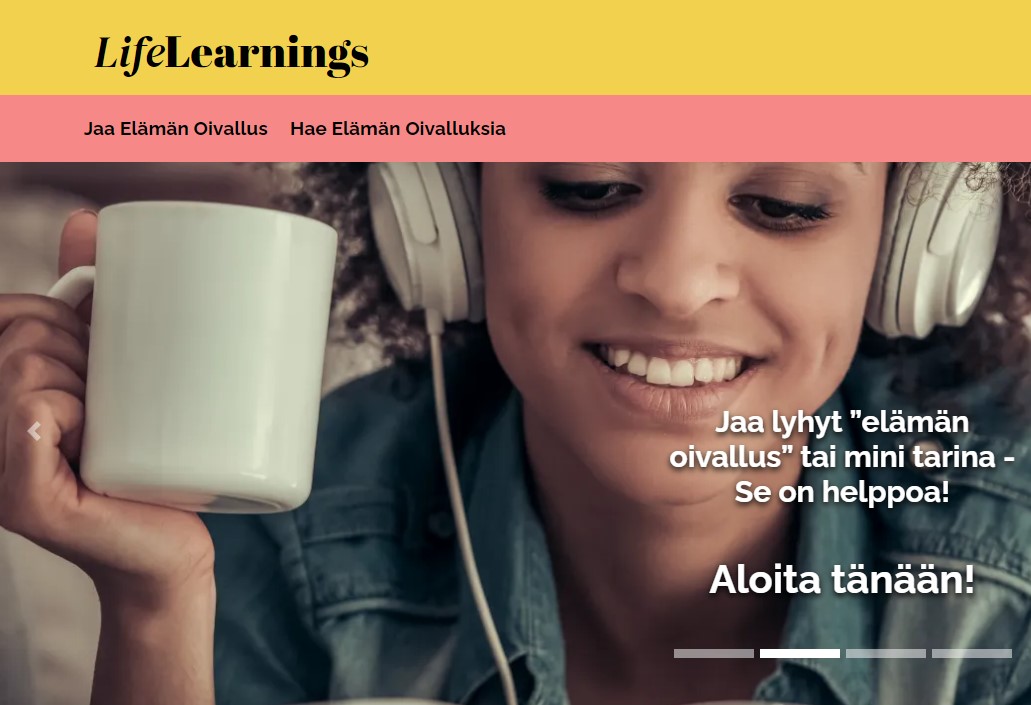 LifeLearnings
Jaa Elämän Oivallus Hae Elämän Oivalluksia
Jaa lyhyt ”elämän
oivallus” tai mini tarina -
Se on helppoa!
Aloita tänään!